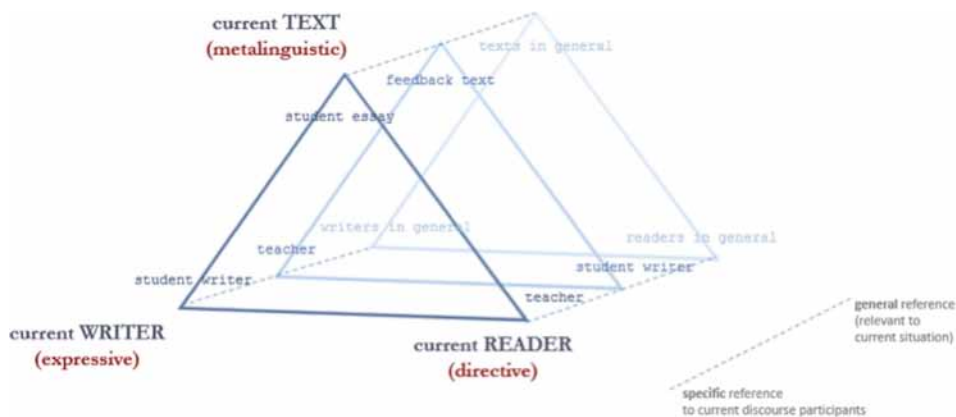 current TEXT
(metalinguistic)
texts in general
feedback text
student essay
writers in general
readers in general
teacher
student writer
student writer
teacher
current WRITER
(expressive)
current READER
(directive)
general reference
(relevant to
current situation)
specific reference
to current discourse participants